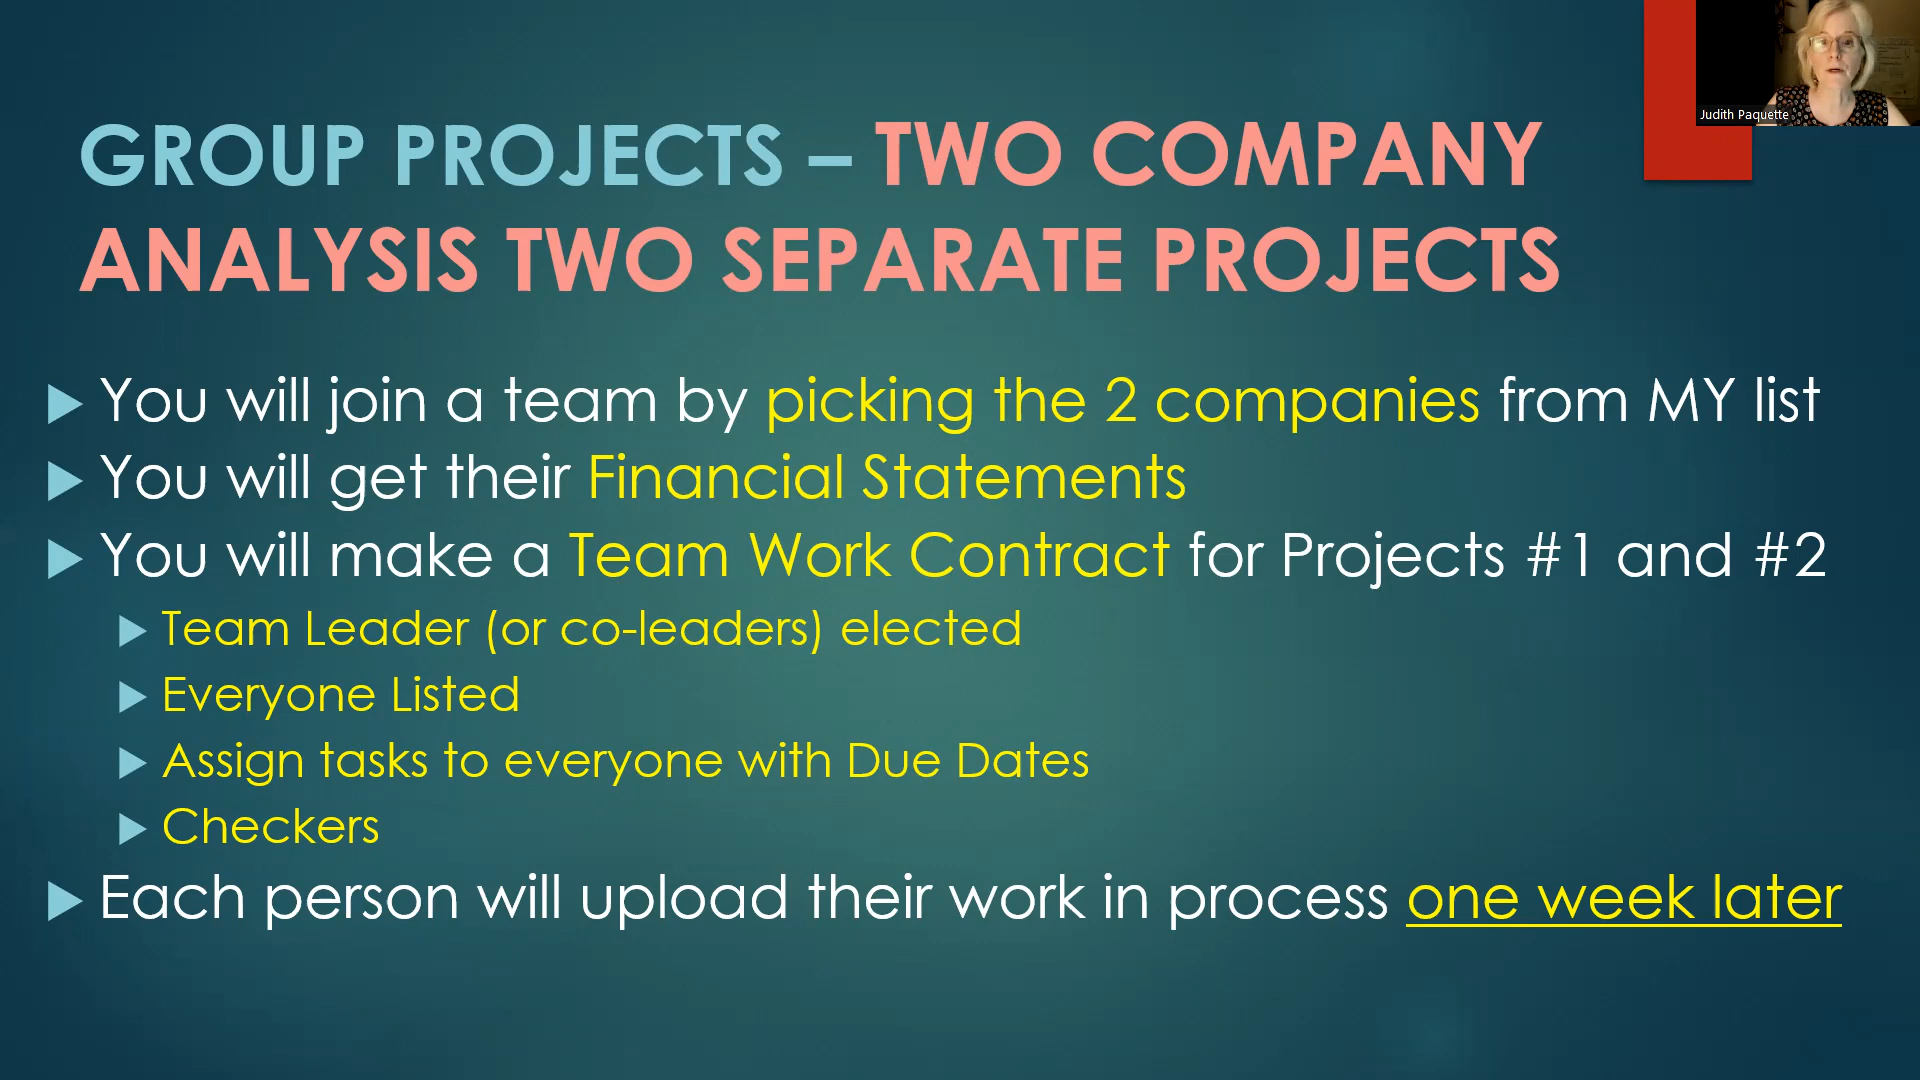 Judith Paquette
GROUP PROJECTS – TWO COMPANY
ANALYSIS TWO SEPARATE PROJECTS
You will join a team by picking the 2 companies from MY list
You will get their Financial Statements
You will make a Team Work Contract for Projects #1 and #2
Team Leader (or co-leaders) elected
Everyone Listed
Assign tasks to everyone with Due Dates
Checkers
Each person will upload their work in process one week later